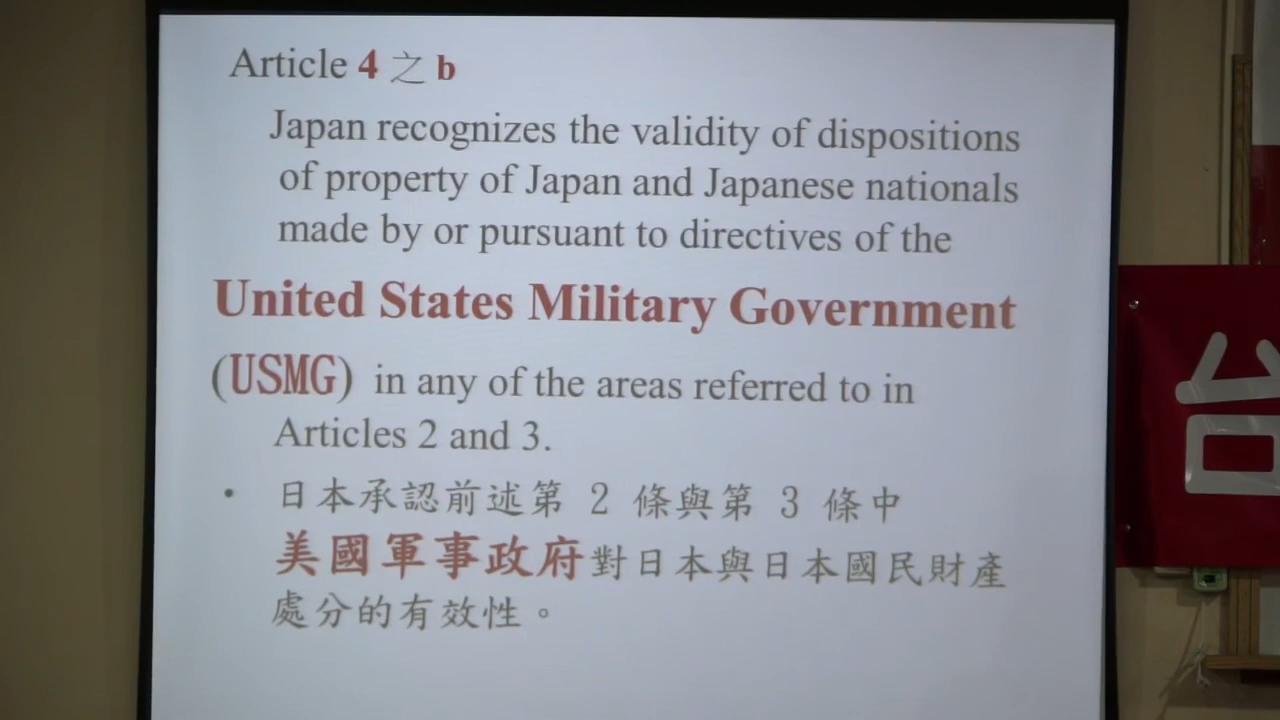 Article 4 之 b
Japan recognizes the validity of dispositions
of property of Japan and Japanese nationals
made by or pursuant to directives of the
United States Military Government
(USMG) in any of the areas referred to in
Articles 2 and 3.
• 日本承認前述第 2 條與第 3 條中
美國軍事政府對日本與日本國民財產
處分的有效性。
台